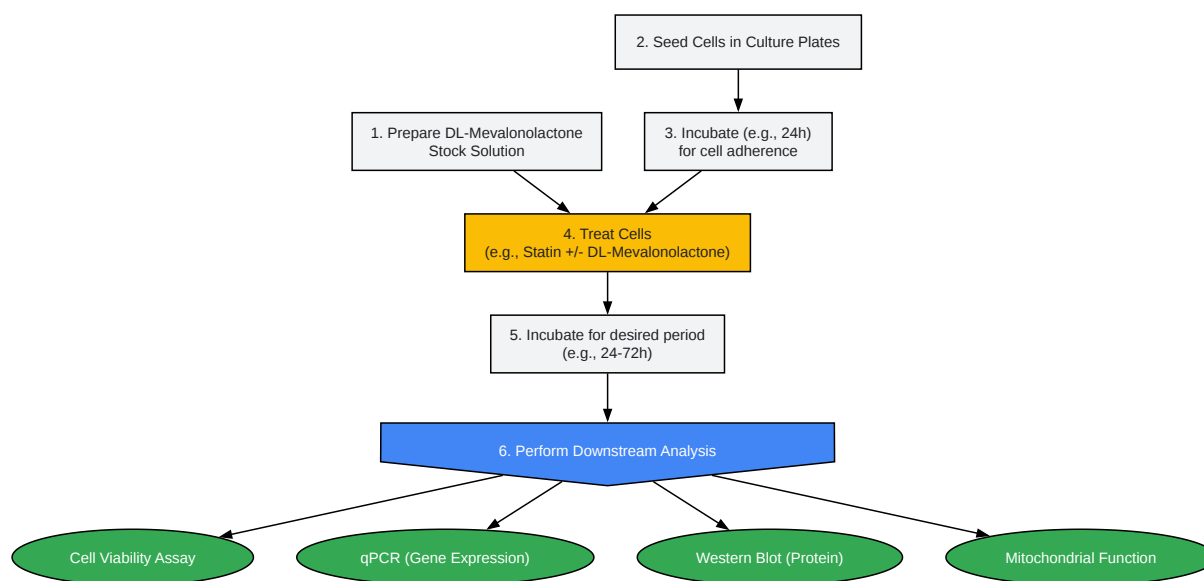 2. Seed Cells in Culture Plates
1. Prepare DL-Mevalonolactone
Stock Solution
3. Incubate (e.g., 24h)
for cell adherence
4. Treat Cells
(e.g., Statin +/- DL-Mevalonolactone)
5. Incubate for desired period
(e.g., 24-72h)
6. Perform Downstream Analysis
Cell Viability Assay
qPCR (Gene Expression)
Western Blot (Protein)
Mitochondrial Function